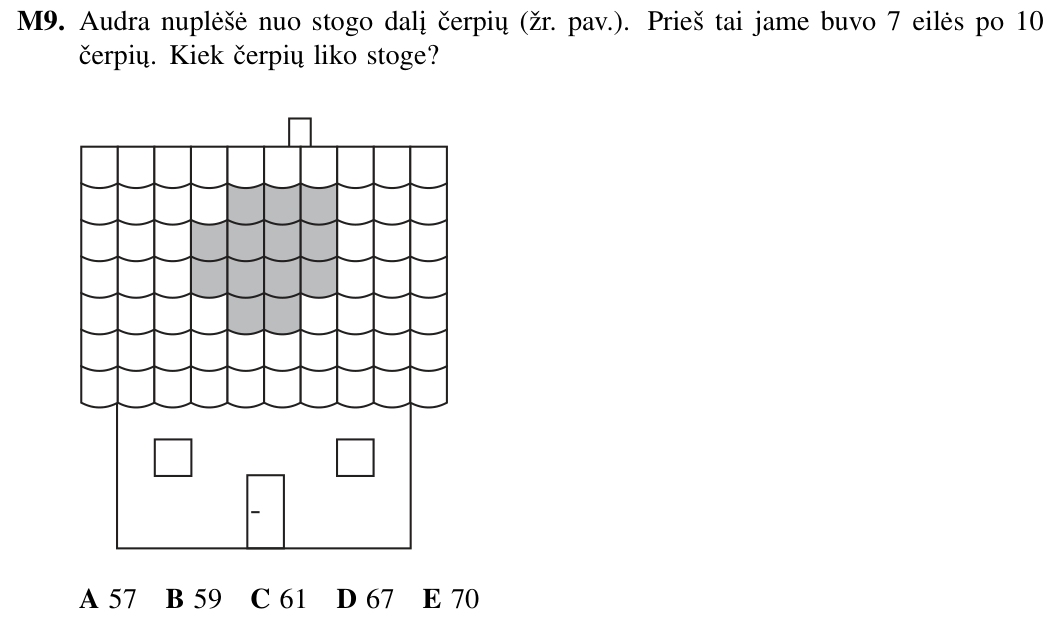 M9. Audra nuplėšė nuo stogo dalį čerpių (žr. pav.). Prieš tai jame buvo 7 eilės po 10
čerpių. Kiek čerpių liko stoge?
A 57 B 59 C 61 D 67 E 70